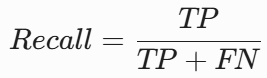 Recall = TP / (TP + FN)